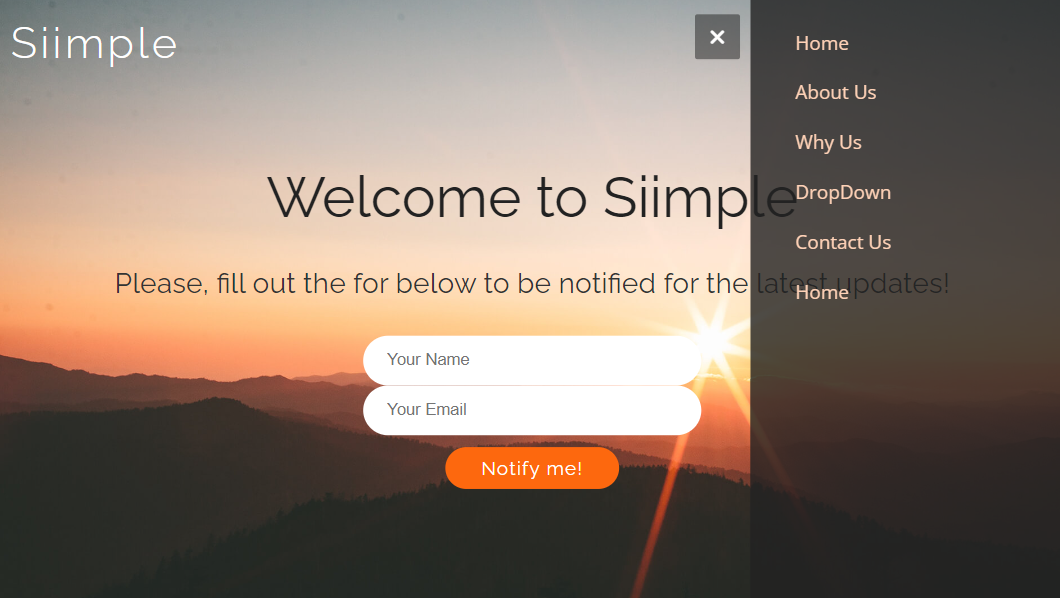 Siimple
×
Home
About Us
Why Us
DropDown
Contact Us
Home
Welcome to Siimple
Please, fill out the for below to be notified for the latest updates!
Your Name
Your Email
Notify me!